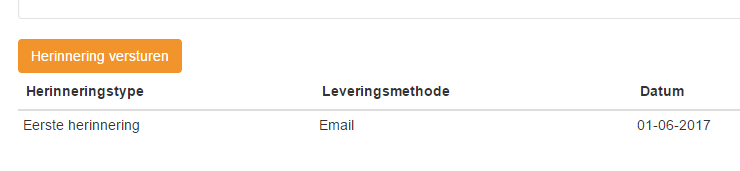 Herinnering versturen
Herinneringstype Leveringsmethode Datum
Eerste herinnering Email 01-06-2017